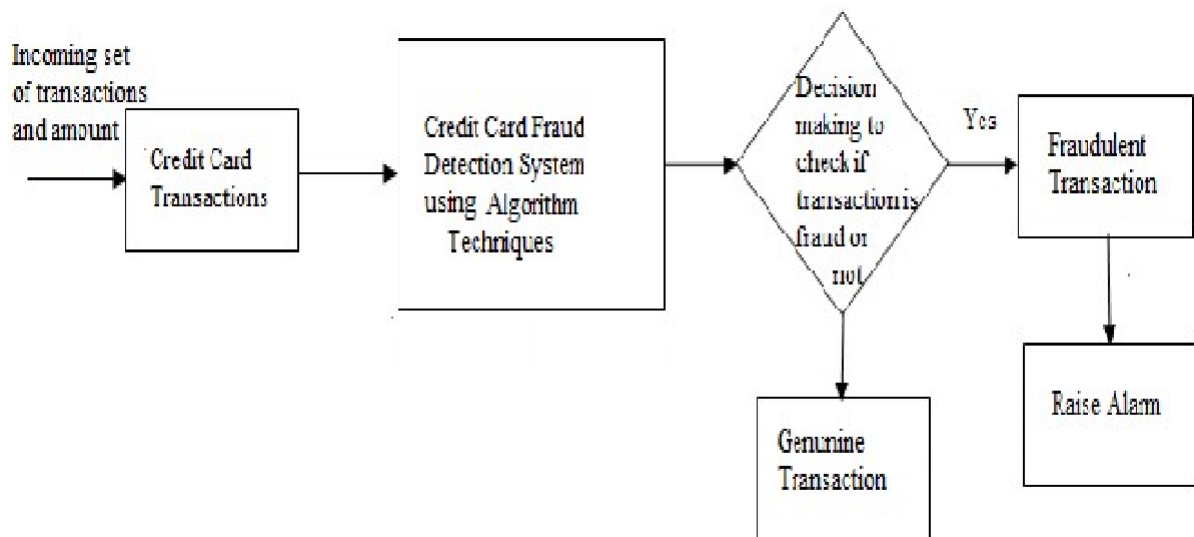 Incoming set
of transactions
and amount
Credit Card
Transactions
Credit Card Fraud
Detection System
using Algorithm
Techniques
Decision
making to
check if
transaction is
fraud or
not
Yes
Fraudulent
Transaction
Raise Alarm
Genunine
Transaction